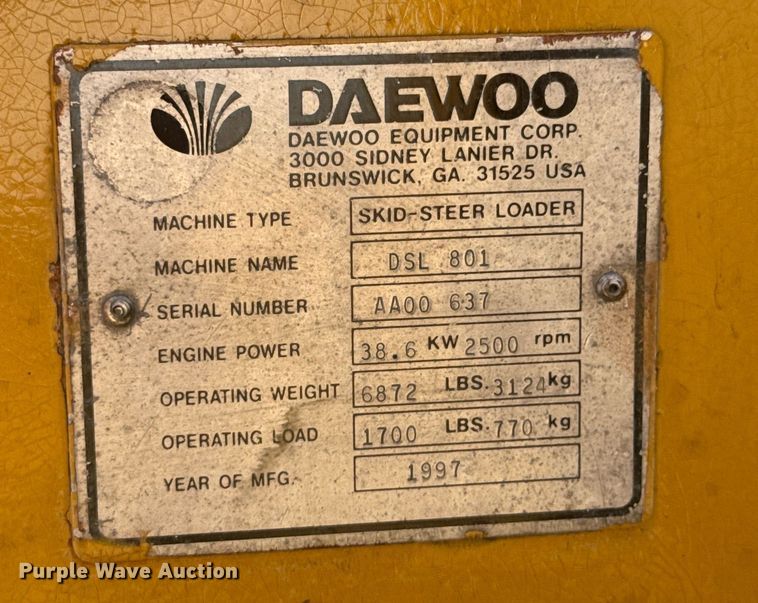 DAEWOO
DAEWOO EQUIPMENT CORP.
3000 SIDNEY LANIER DR.
BRUNSWICK, GA. 31525 USA
MACHINE TYPE SKID-STEER LOADER
MACHINE NAME DSL 801
SERIAL NUMBER AA00 637
ENGINE POWER 38.6 KW 2500 rpm
OPERATING WEIGHT 6872 LBS. 3124 kg
OPERATING LOAD 1700 LBS. 770 kg
YEAR OF MFG. 1997
Purple Wave Auction